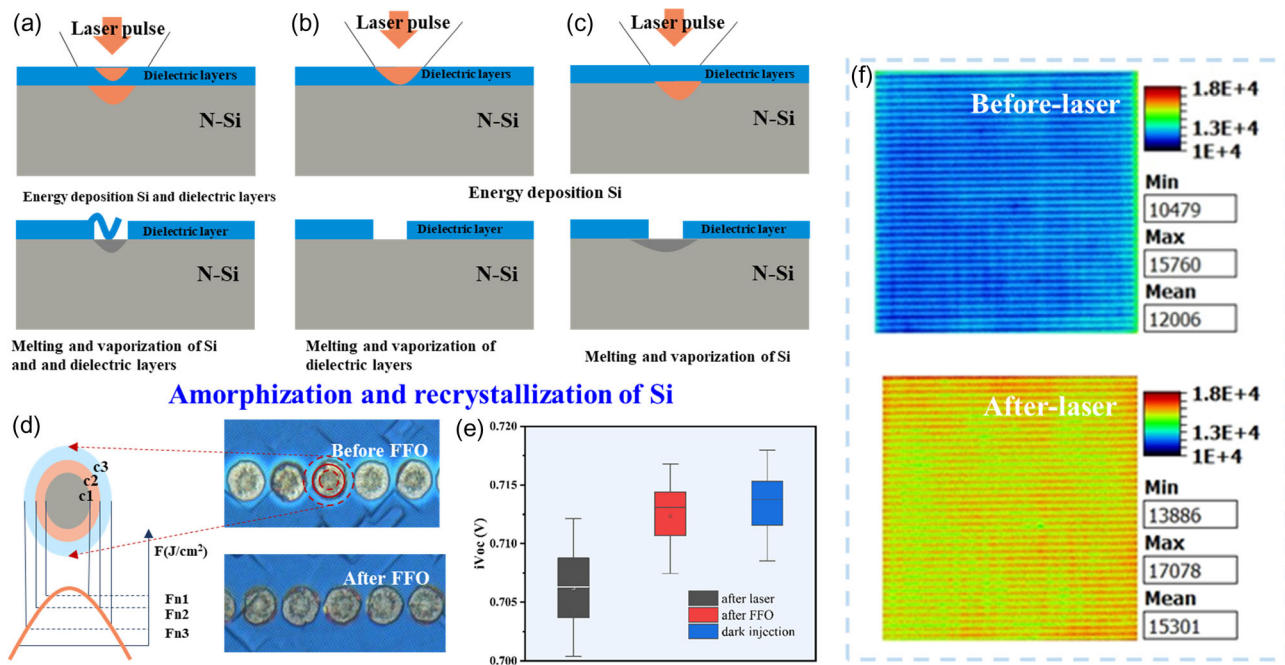 (a)
Laser pulse
Dielectric layers
N-Si
Energy deposition Si and dielectric layers
Dielectric layer
N-Si
Melting and vaporization of Si
and and dielectric layers
(b)
Laser pulse
Dielectric layers
N-Si
Energy deposition Si
Dielectric layer
N-Si
Melting and vaporization of
dielectric layers
(c)
Laser pulse
Dielectric layers
N-Si
Dielectric layer
N-Si
Melting and vaporization of Si
Amorphization and recrystallization of Si
(d)
c3
c2
c1
F(J/cm²)
Fn1
Fn2
Fn3
Before FFO
After FFO
(e)
iVoc (V)
0.720
0.715
0.710
0.705
0.700
after laser
after FFO
dark injection
(f)
Before-laser
1.8E+4
1.3E+4
1E+4
Min
10479
Max
15760
Mean
12006
After-laser
1.8E+4
1.3E+4
1E+4
Min
13886
Max
17078
Mean
15301